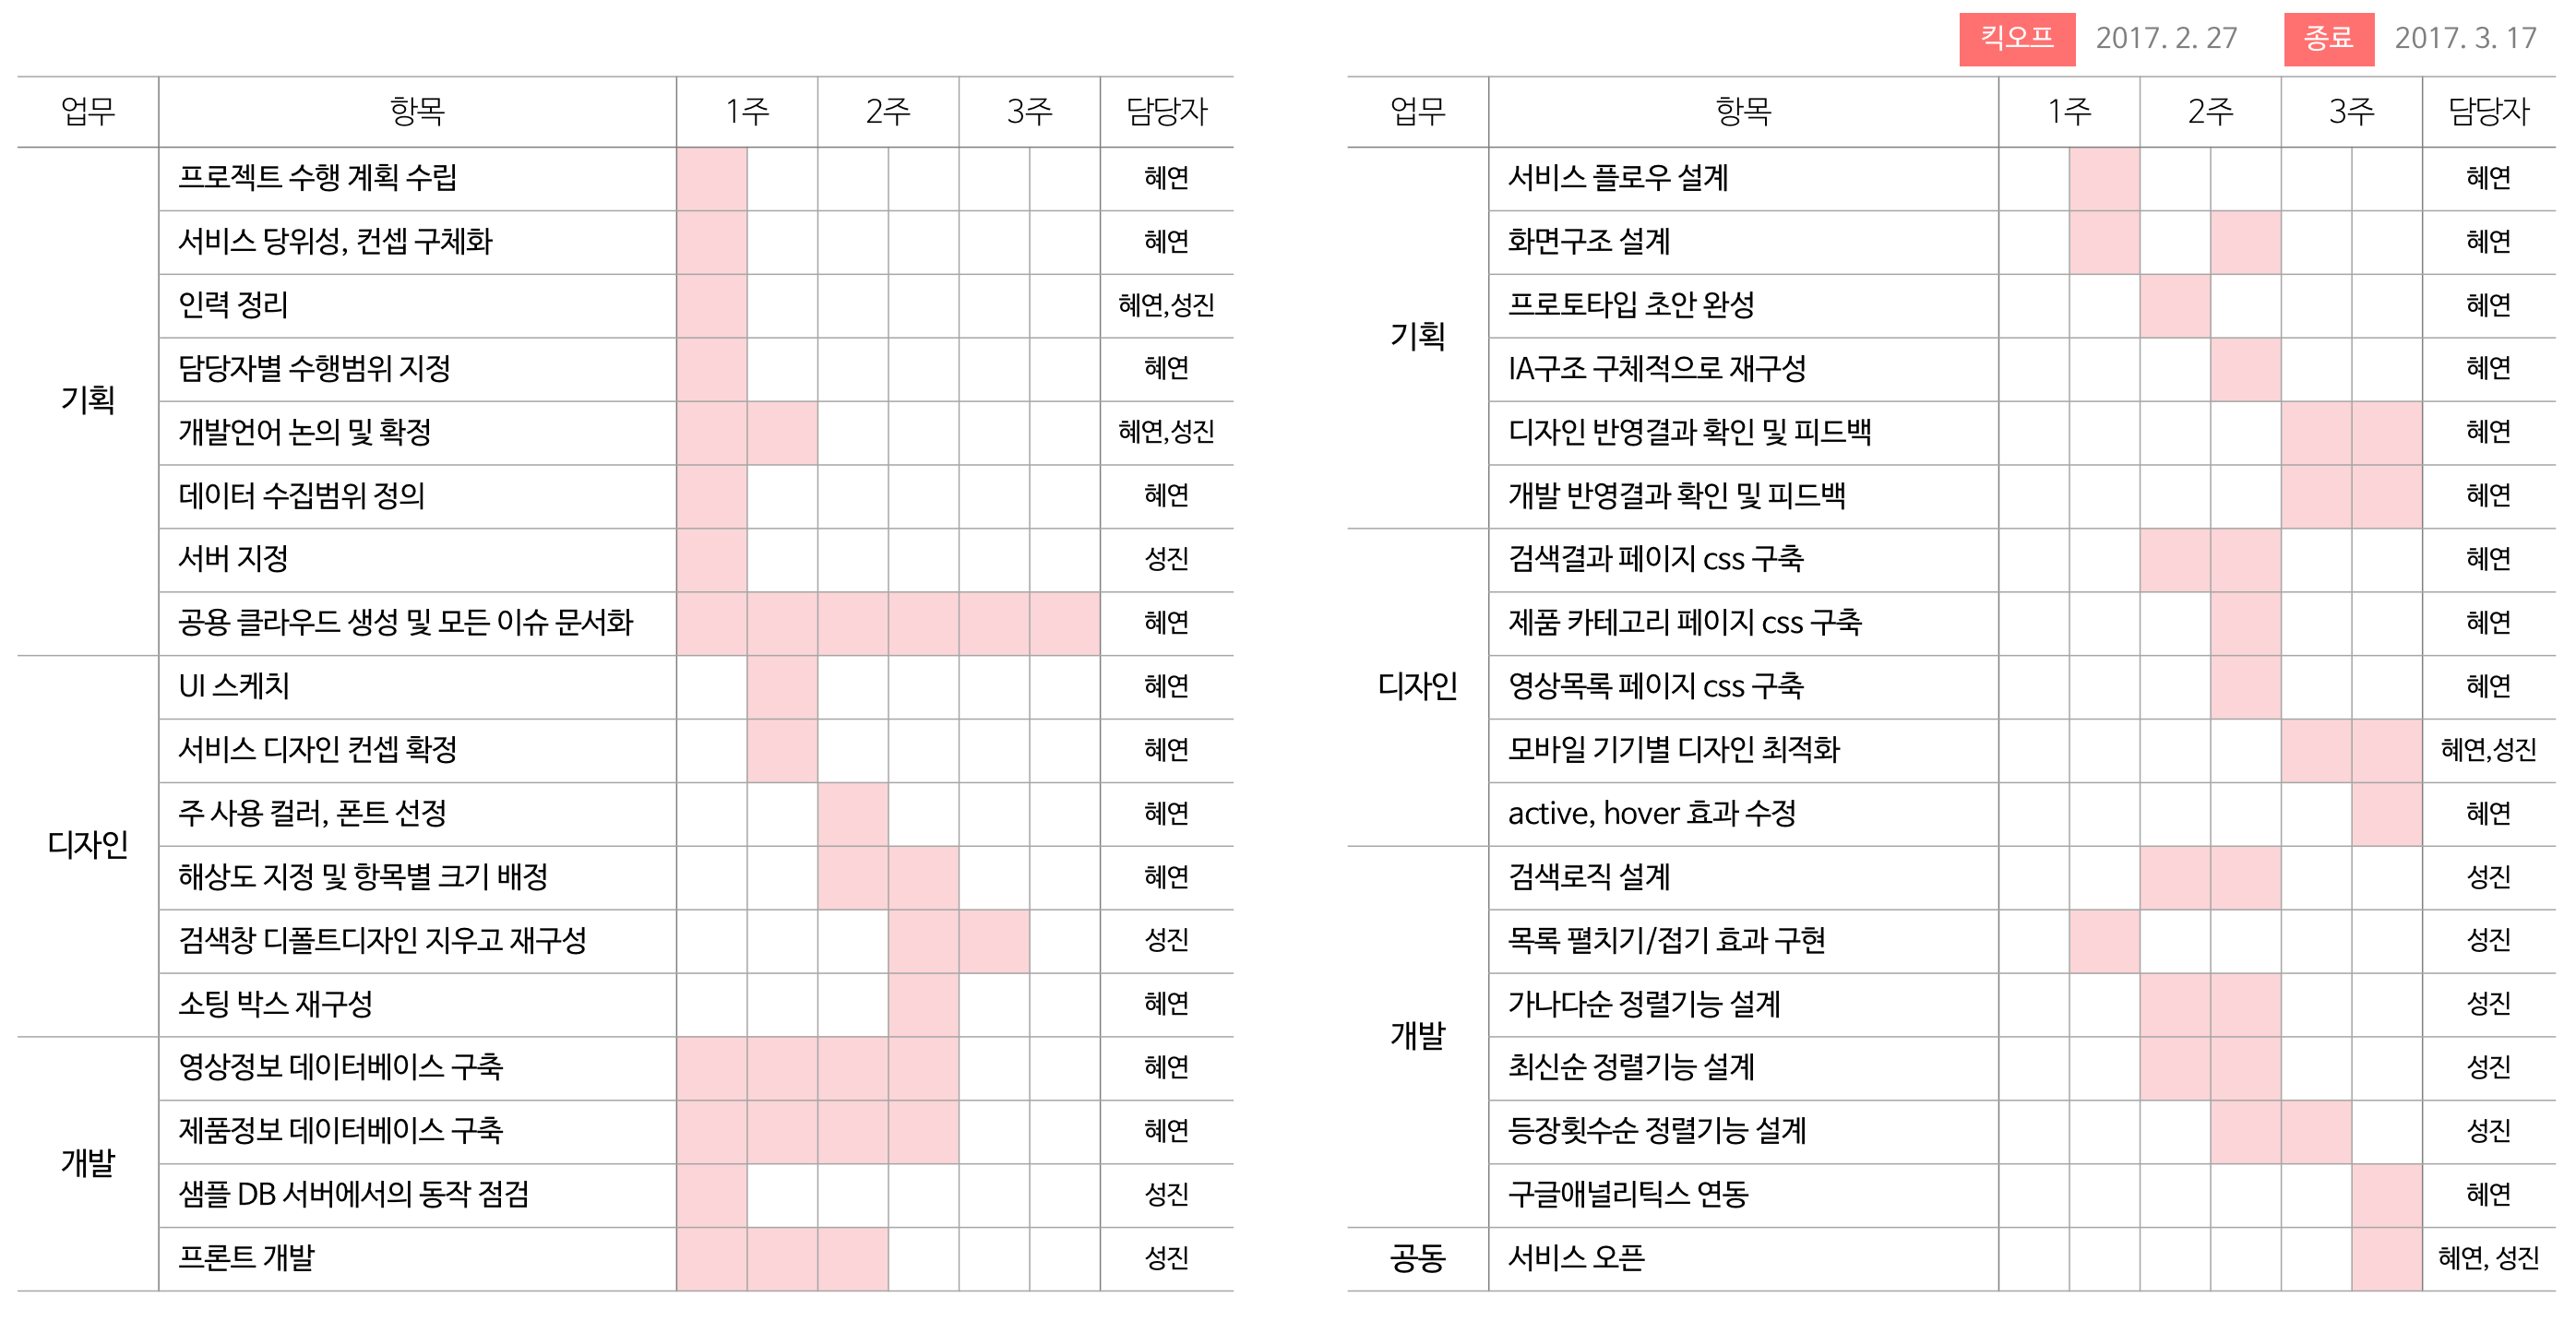 킥오프 2017. 2. 27 종료 2017. 3. 17
업무 항목 1주 2주 3주 담당자
기획
프로젝트 수행 계획 수립 혜연
서비스 당위성, 컨셉 구체화 혜연
인력 정리 혜연,성진
담당자별 수행범위 지정 혜연
개발언어 논의 및 확정 혜연,성진
데이터 수집범위 정의 혜연
서버 지정 성진
공용 클라우드 생성 및 모든 이슈 문서화 혜연
디자인
UI 스케치 혜연
서비스 디자인 컨셉 확정 혜연
주 사용 컬러, 폰트 선정 혜연
해상도 지정 및 항목별 크기 배정 혜연
검색창 디폴트디자인 지우고 재구성 성진
소팅 박스 재구성 혜연
개발
영상정보 데이터베이스 구축 혜연
제품정보 데이터베이스 구축 혜연
샘플 DB 서버에서의 동작 점검 성진
프론트 개발 성진
업무 항목 1주 2주 3주 담당자
기획
서비스 플로우 설계 혜연
화면구조 설계 혜연
프로토타입 초안 완성 혜연
IA구조 구체적으로 재구성 혜연
디자인 반영결과 확인 및 피드백 혜연
개발 반영결과 확인 및 피드백 혜연
디자인
검색결과 페이지 css 구축 혜연
제품 카테고리 페이지 css 구축 혜연
영상목록 페이지 css 구축 혜연
모바일 기기별 디자인 최적화 혜연,성진
active, hover 효과 수정 혜연
개발
검색로직 설계 성진
목록 펼치기/접기 효과 구현 성진
가나다순 정렬기능 설계 성진
최신순 정렬기능 설계 성진
등장횟수순 정렬기능 설계 성진
구글애널리틱스 연동 혜연
공동
서비스 오픈 혜연, 성진